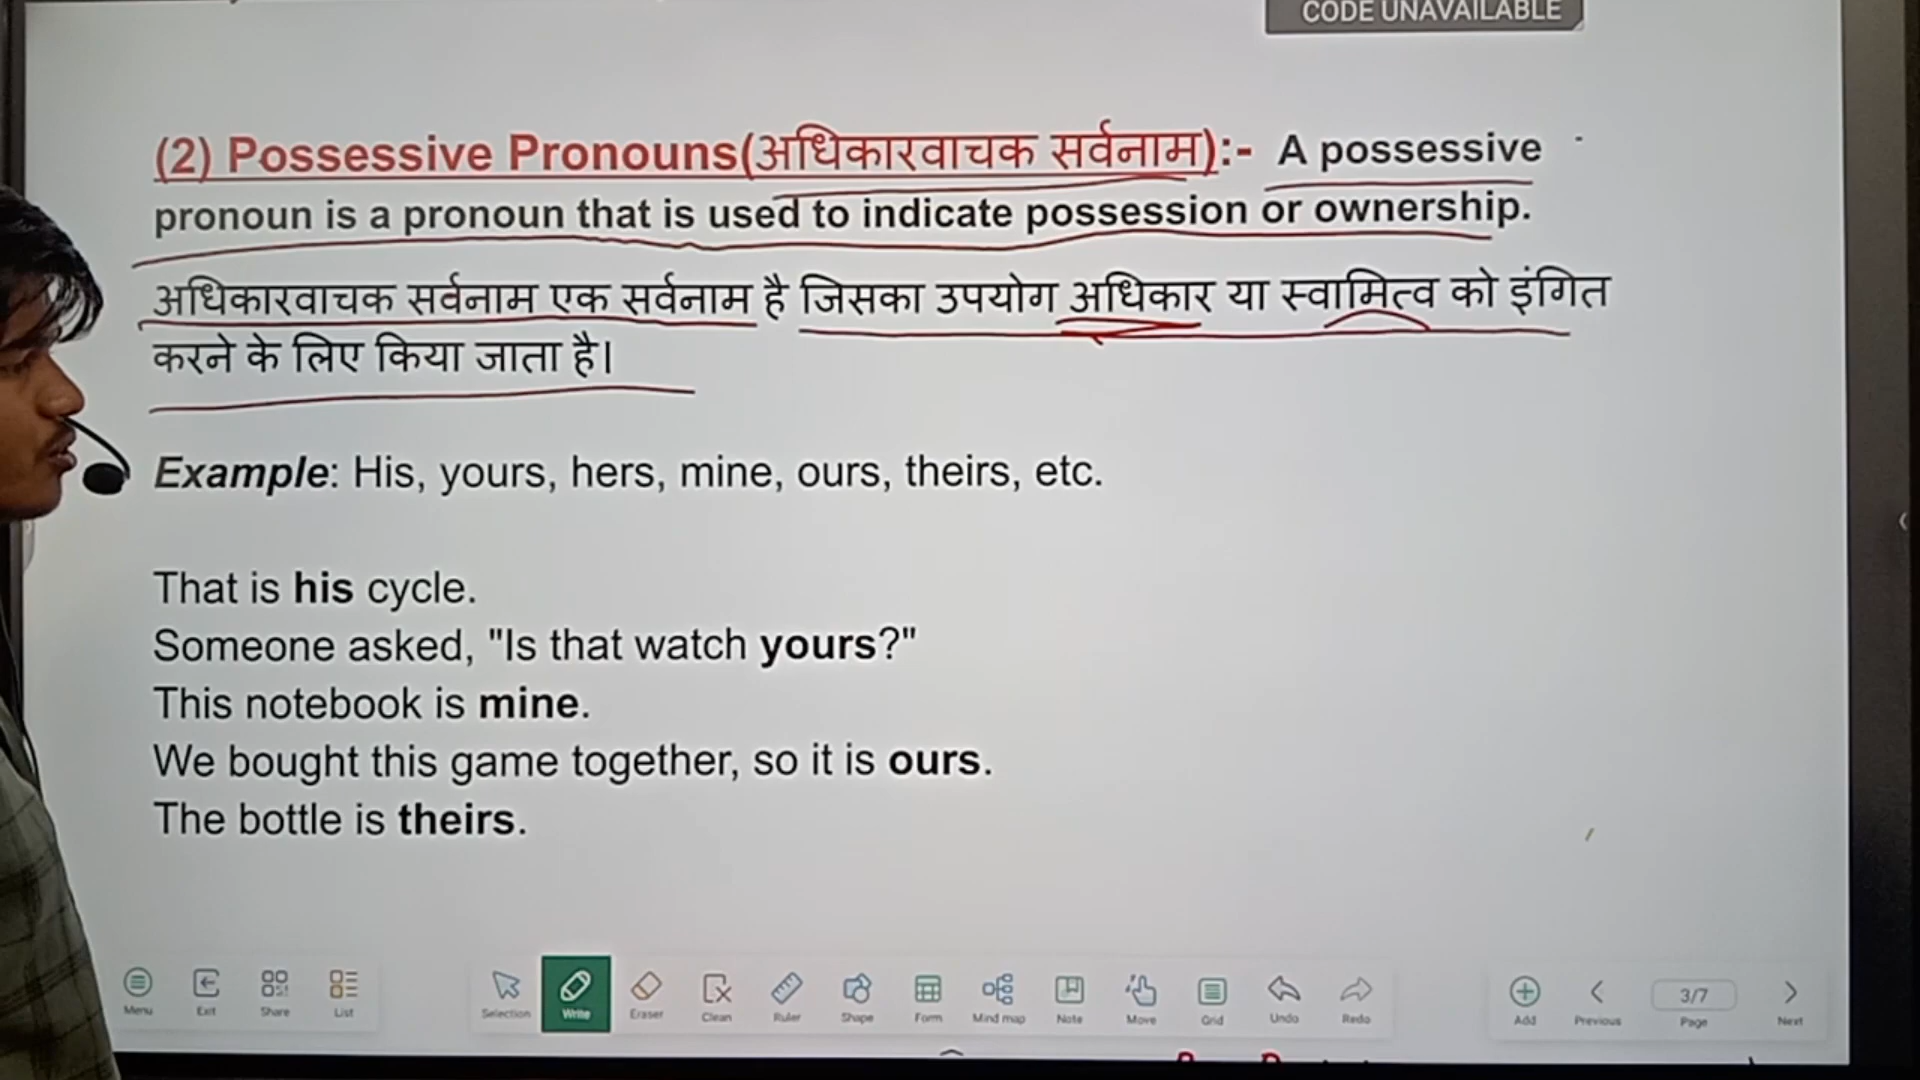 CODE UNAVAILABLE
(2) Possessive Pronouns(अधिकारवाचक सर्वनाम):- A possessive
pronoun is a pronoun that is used to indicate possession or ownership.
अधिकारवाचक सर्वनाम एक सर्वनाम है जिसका उपयोग अधिकार या स्वामित्व को इंगित
करने के लिए किया जाता है।
Example: His, yours, hers, mine, ours, theirs, etc.
That is his cycle.
Someone asked, "Is that watch yours?"
This notebook is mine.
We bought this game together, so it is ours.
The bottle is theirs.
Menu Exit Share List Selection Write Eraser Clean Ruler Shape Form Mind map Note Move Grid Undo Redo Add Previous 3/7 Page Next